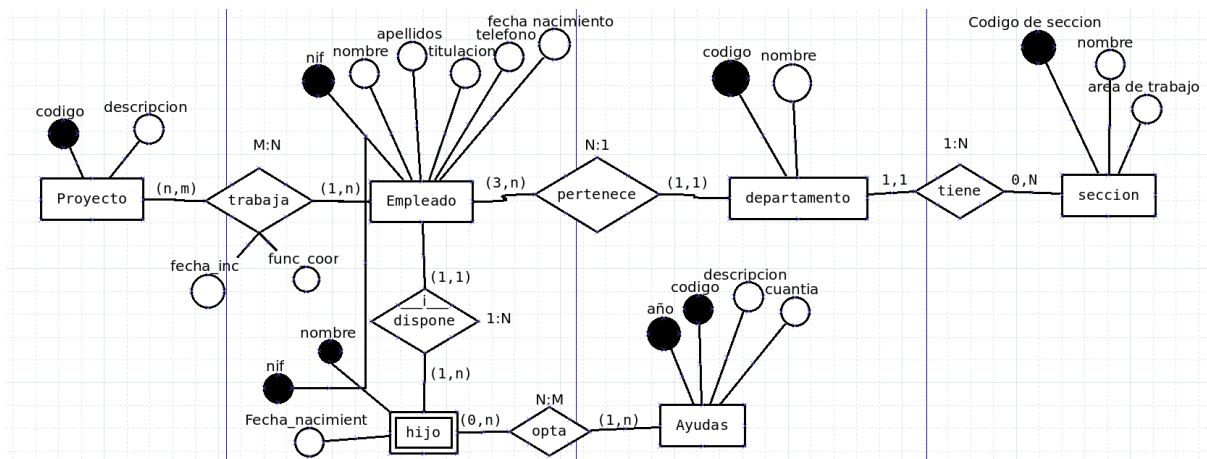 Codigo de seccion
fecha nacimiento
apellidos
telefono
nombre
titulacion
nif
codigo
nombre
nombre
area de trabajo
codigo
descripcion
M:N
N:1
1:N
Proyecto
(n,m)
trabaja
(1,n)
Empleado
(3,n)
pertenece
(1,1)
departamento
1,1
tiene
0,N
seccion
fecha_inc
func_coor
(1,1)
i
dispone
1:N
(1,n)
descripcion
codigo
cuantia
año
nombre
nif
Fecha_nacimient
hijo
(0,n)
N:M
opta
(1,n)
Ayudas